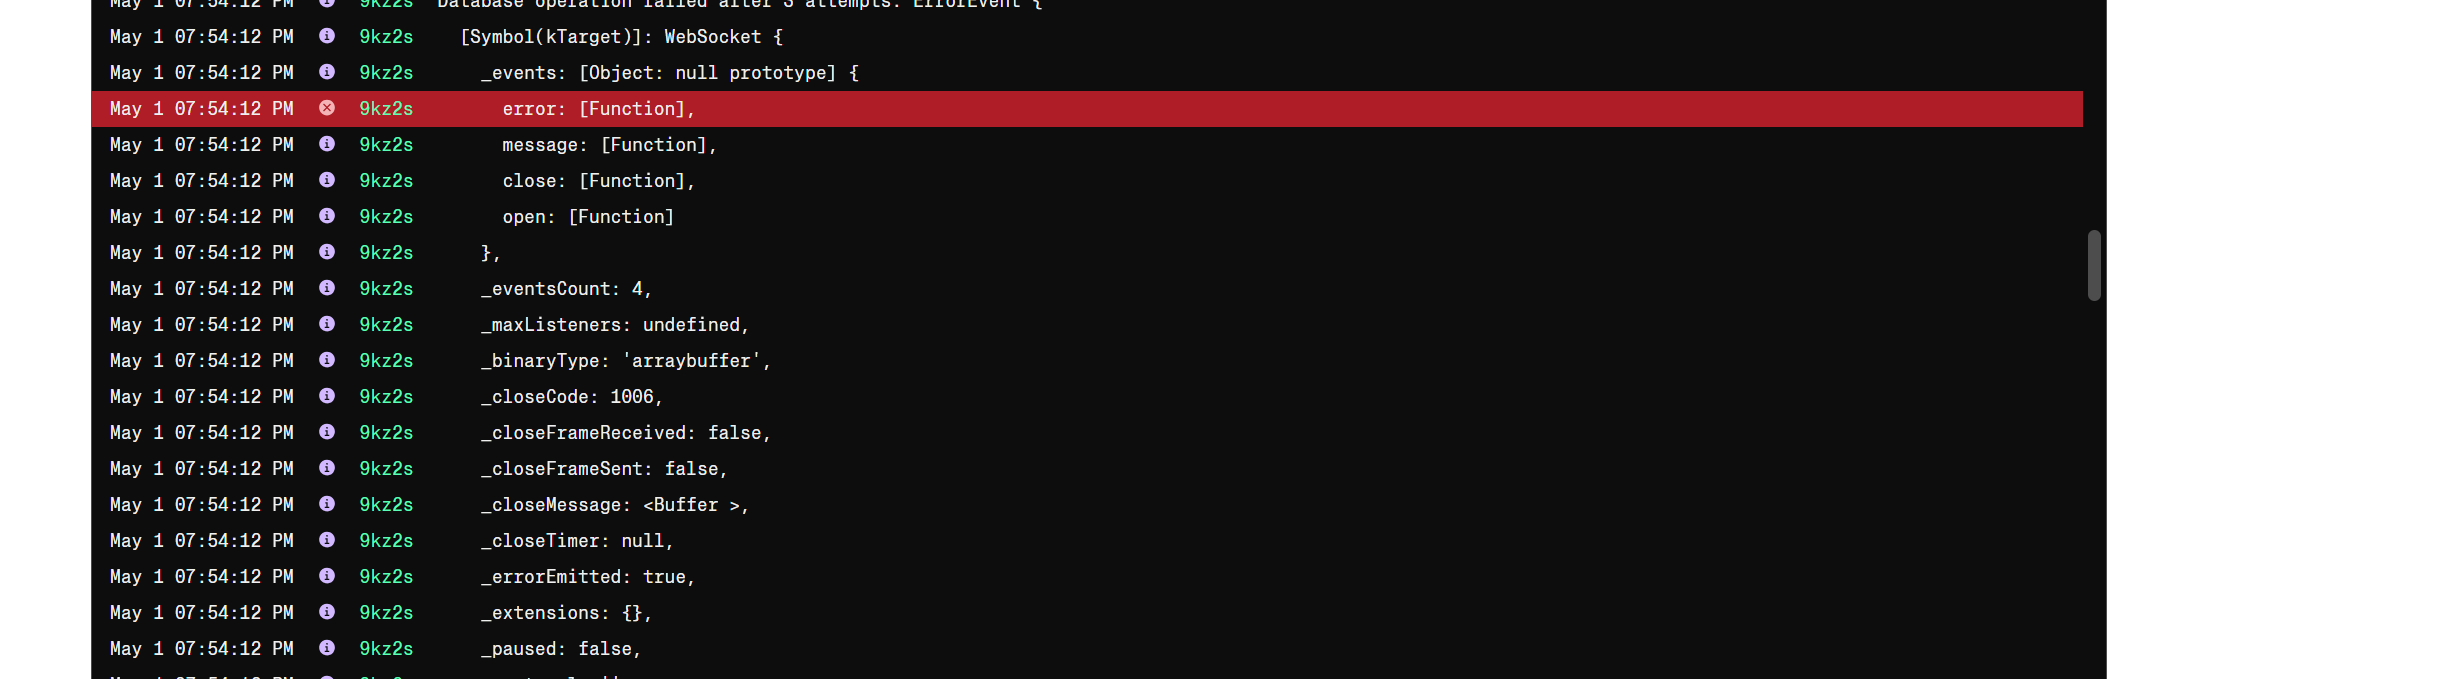 May 1 07:54:12 PM 9kz2s Database operation failed after 3 attempts: ErrorEvent {
May 1 07:54:12 PM 9kz2s [Symbol(kTarget)]: WebSocket {
May 1 07:54:12 PM 9kz2s _events: [Object: null prototype] {
May 1 07:54:12 PM 9kz2s error: [Function],
May 1 07:54:12 PM 9kz2s message: [Function],
May 1 07:54:12 PM 9kz2s close: [Function],
May 1 07:54:12 PM 9kz2s open: [Function]
May 1 07:54:12 PM 9kz2s },
May 1 07:54:12 PM 9kz2s _eventsCount: 4,
May 1 07:54:12 PM 9kz2s _maxListeners: undefined,
May 1 07:54:12 PM 9kz2s _binaryType: 'arraybuffer',
May 1 07:54:12 PM 9kz2s _closeCode: 1006,
May 1 07:54:12 PM 9kz2s _closeFrameReceived: false,
May 1 07:54:12 PM 9kz2s _closeFrameSent: false,
May 1 07:54:12 PM 9kz2s _closeMessage: <Buffer >,
May 1 07:54:12 PM 9kz2s _closeTimer: null,
May 1 07:54:12 PM 9kz2s _errorEmitted: true,
May 1 07:54:12 PM 9kz2s _extensions: {},
May 1 07:54:12 PM 9kz2s _paused: false,